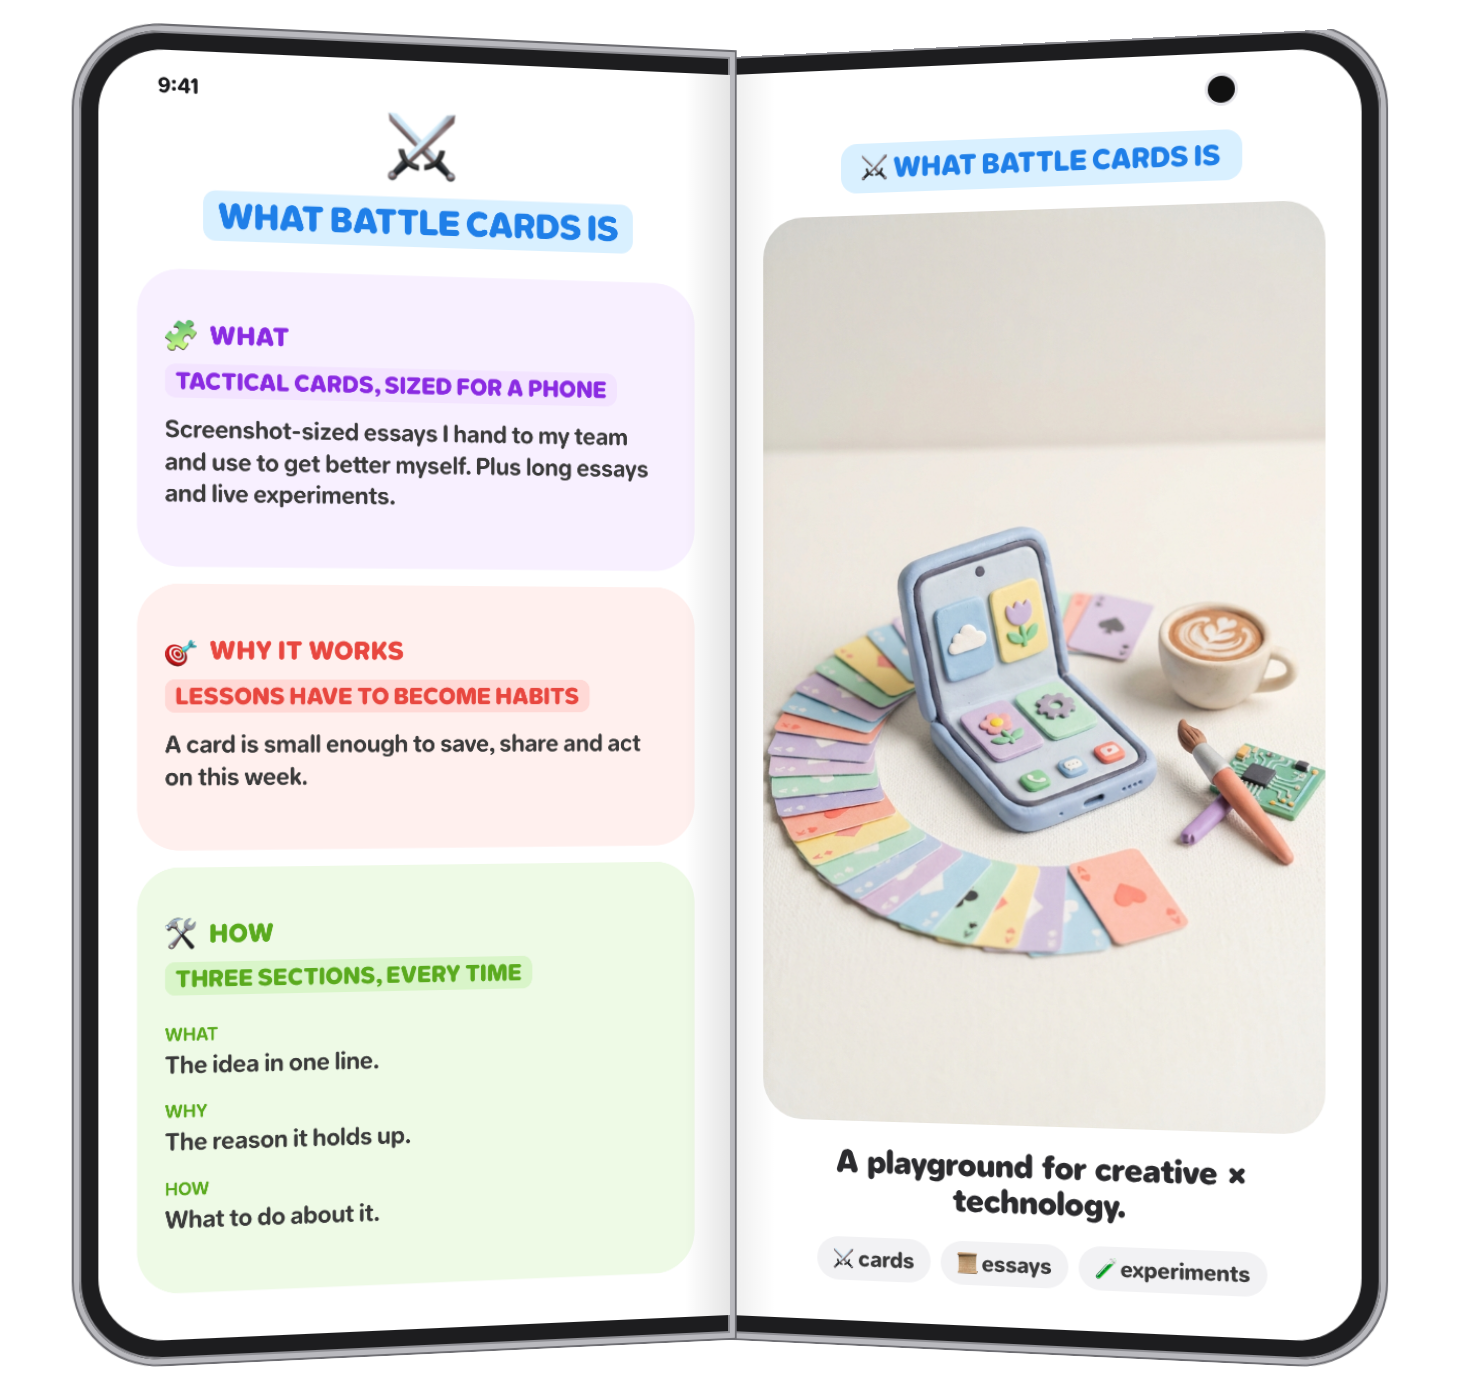 9:41
WHAT BATTLE CARDS IS
WHAT
TACTICAL CARDS, SIZED FOR A PHONE
Screenshot-sized essays I hand to my team
and use to get better myself. Plus long essays
and live experiments.
WHY IT WORKS
LESSONS HAVE TO BECOME HABITS
A card is small enough to save, share and act
on this week.
HOW
THREE SECTIONS, EVERY TIME
WHAT
The idea in one line.
WHY
The reason it holds up.
HOW
What to do about it.
WHAT BATTLE CARDS IS
A playground for creative ×
technology.
cards
essays
experiments